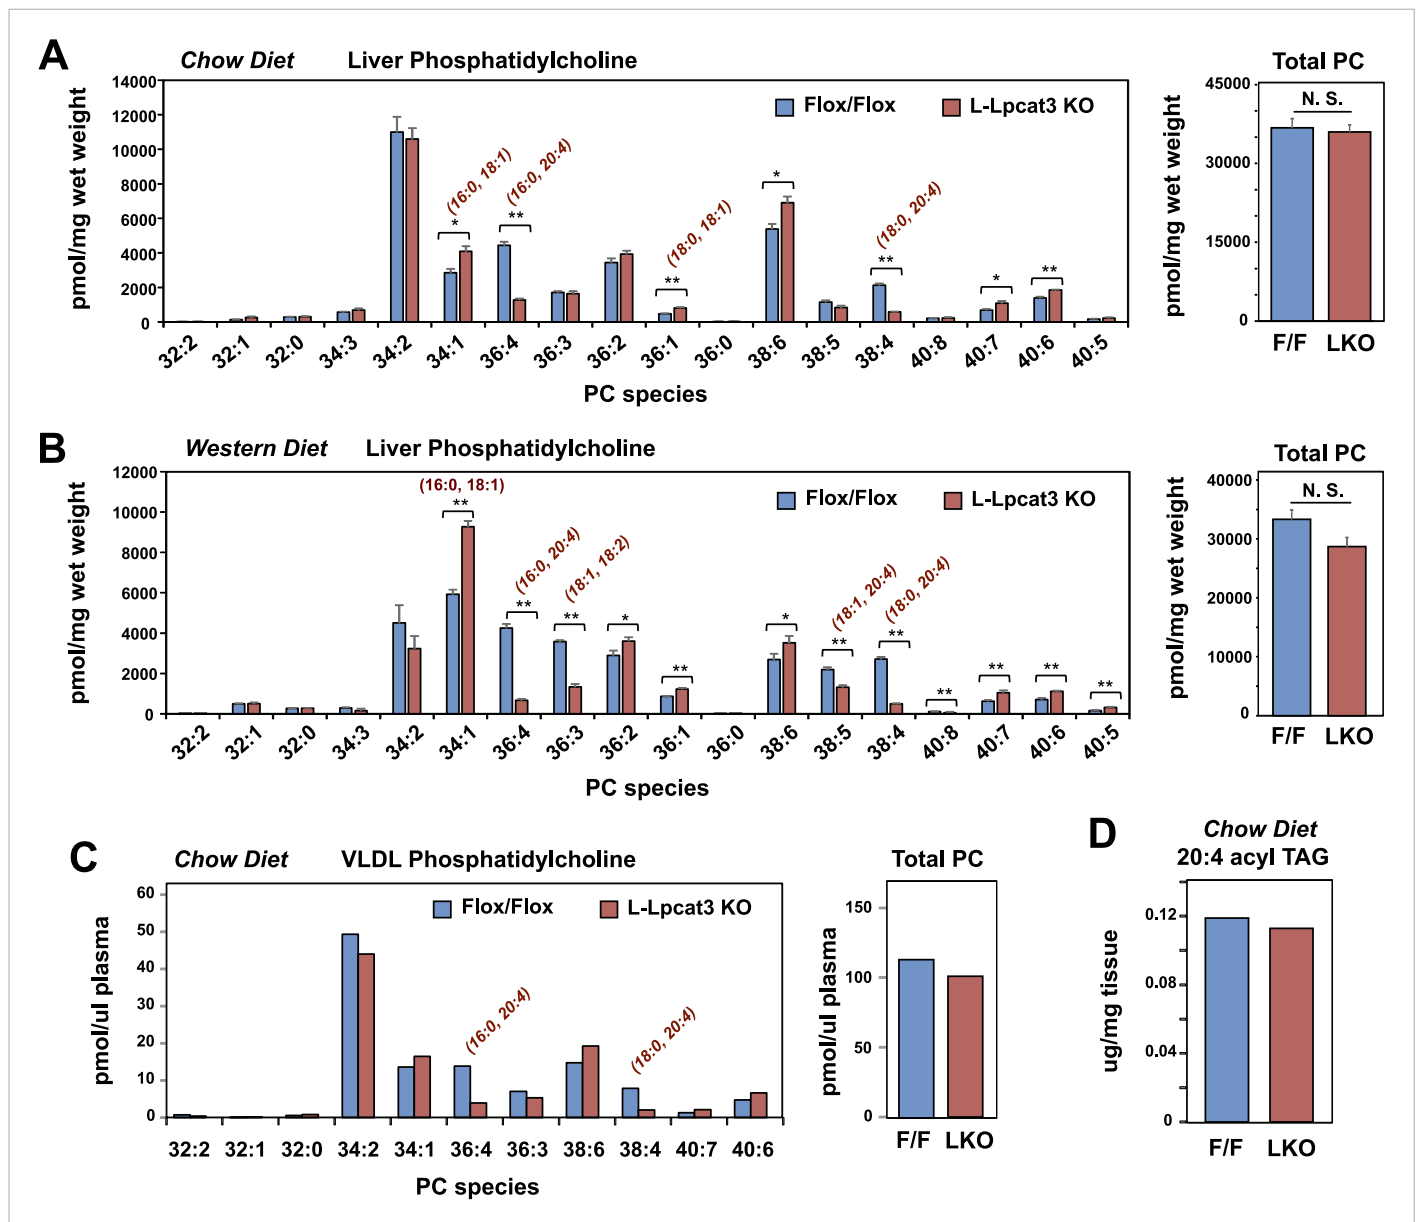 A
Chow Diet Liver Phosphatidylcholine
pmol/mg wet weight
14000
12000
10000
8000
6000
4000
2000
0
Flox/Flox L-Lpcat3 KO
(16:0, 18:1)
(16:0, 20:4)
(18:0, 18:1)
(18:0, 20:4)
* ** ** * ** * **
32:2 32:1 32:0 34:3 34:2 34:1 36:4 36:3 36:2 36:1 36:0 38:6 38:5 38:4 40:8 40:7 40:6 40:5
PC species
Total PC
pmol/mg wet weight
45000
30000
15000
0
N. S.
F/F LKO
B
Western Diet Liver Phosphatidylcholine
pmol/mg wet weight
12000
10000
8000
6000
4000
2000
0
Flox/Flox L-Lpcat3 KO
(16:0, 18:1)
(16:0, 20:4)
(18:1, 18:2)
(18:1, 20:4)
(18:0, 20:4)
** ** ** * ** * ** ** ** ** ** **
32:2 32:1 32:0 34:3 34:2 34:1 36:4 36:3 36:2 36:1 36:0 38:6 38:5 38:4 40:8 40:7 40:6 40:5
PC species
Total PC
pmol/mg wet weight
40000
30000
20000
10000
0
N. S.
F/F LKO
C
Chow Diet VLDL Phosphatidylcholine
pmol/ul plasma
60
50
40
30
20
10
0
Flox/Flox L-Lpcat3 KO
(16:0, 20:4)
(18:0, 20:4)
32:2 32:1 32:0 34:2 34:1 36:4 36:3 38:6 38:4 40:7 40:6
PC species
Total PC
pmol/ul plasma
150
100
50
0
F/F LKO
D
Chow Diet
20:4 acyl TAG
ug/mg tissue
0.12
0.08
0.04
0
F/F LKO